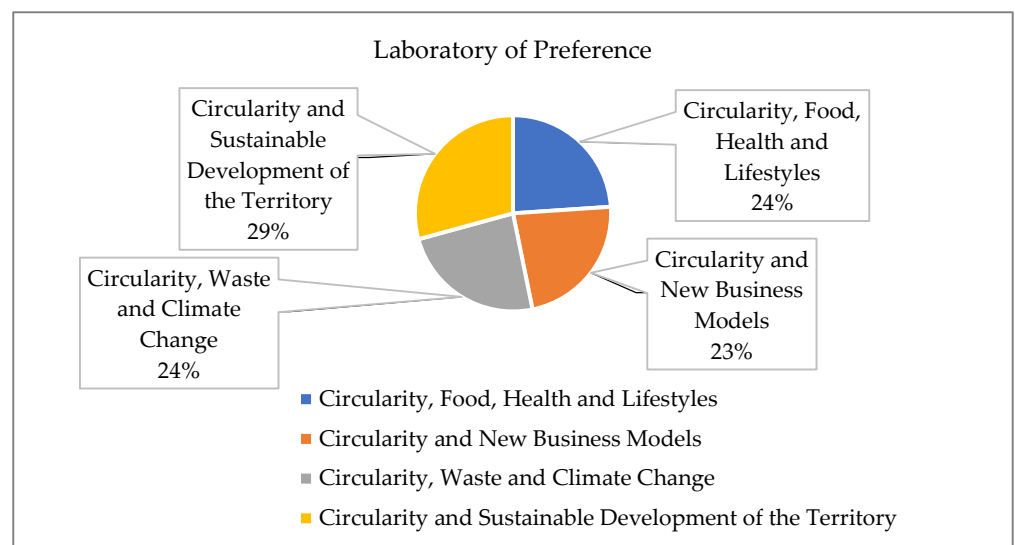 Laboratory of Preference
Circularity and
Sustainable
Development of
the Territory
29%
Circularity, Food,
Health and
Lifestyles
24%
Circularity, Waste
and Climate
Change
24%
Circularity and
New Business
Models
23%
Circularity, Food, Health and Lifestyles
Circularity and New Business Models
Circularity, Waste and Climate Change
Circularity and Sustainable Development of the Territory